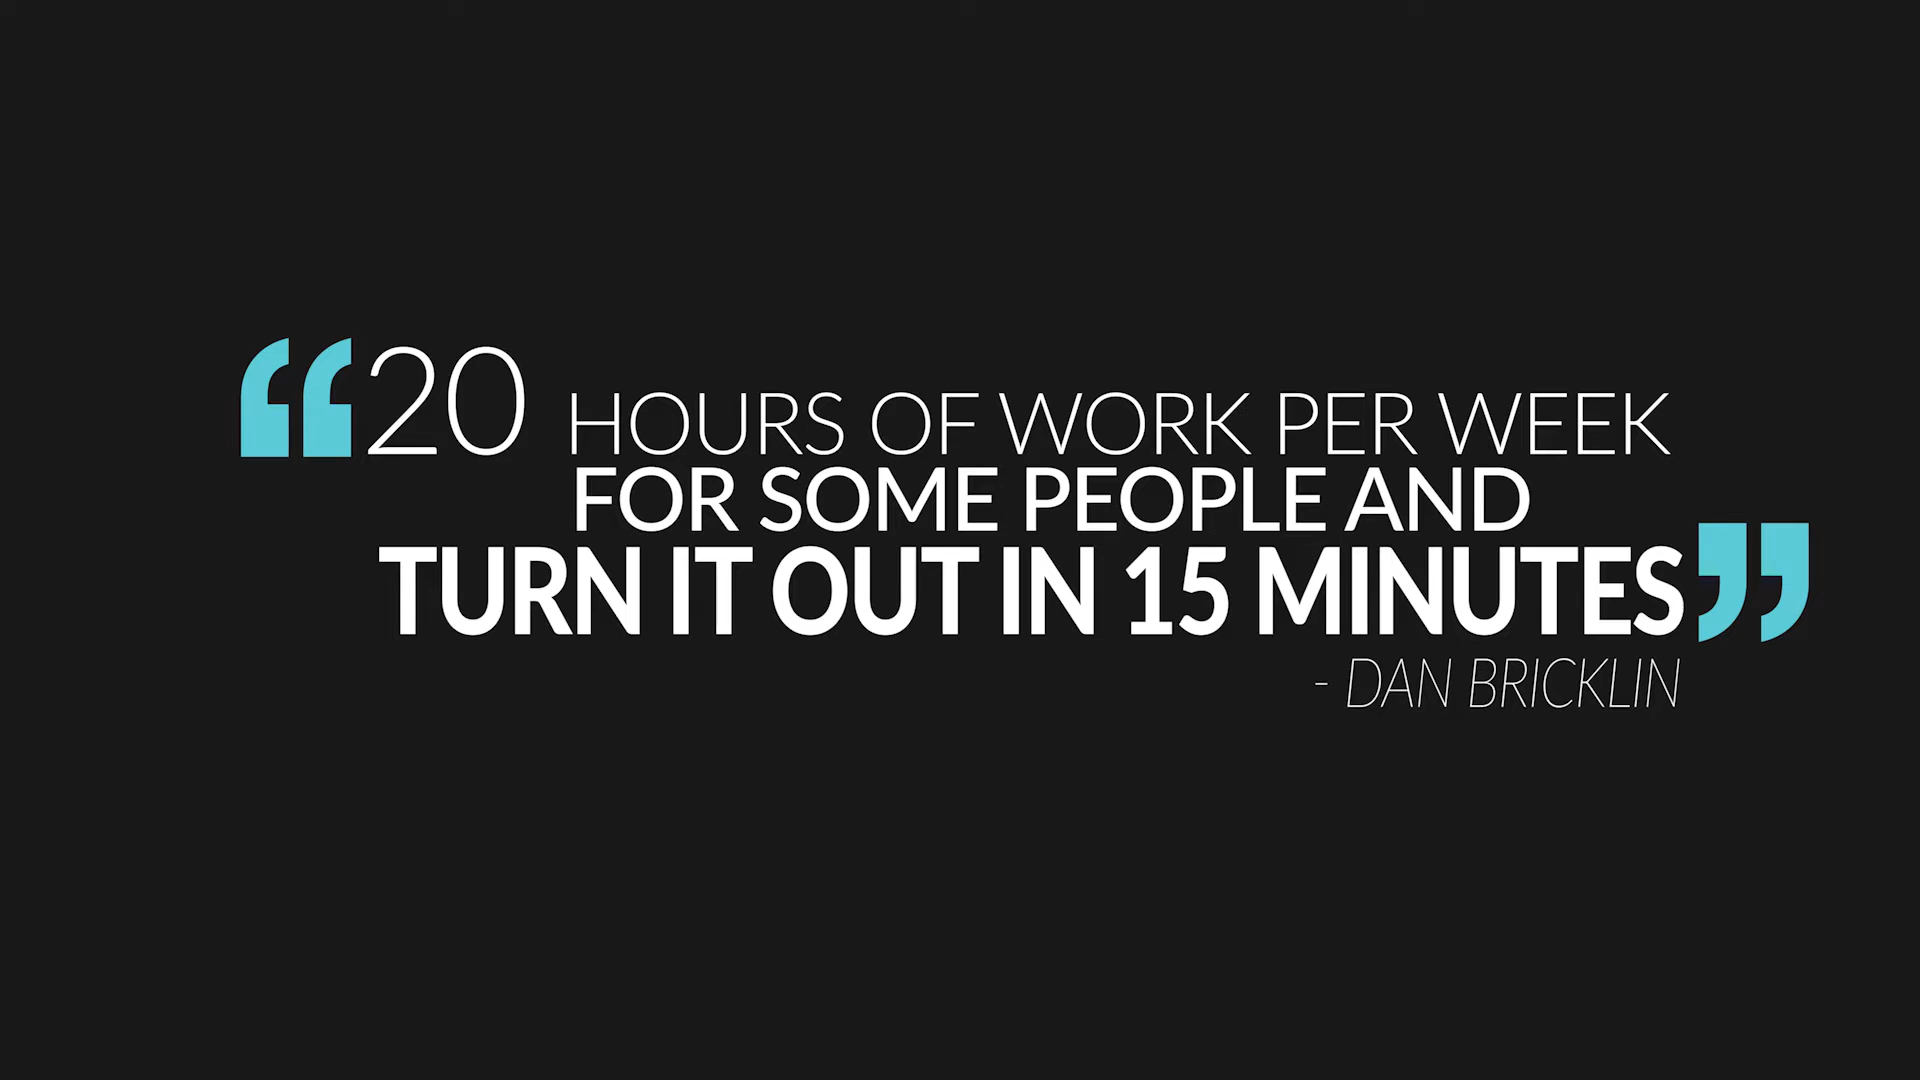 “20 HOURS OF WORK PER WEEK
FOR SOME PEOPLE AND
TURN IT OUT IN 15 MINUTES”
- DAN BRICKLIN